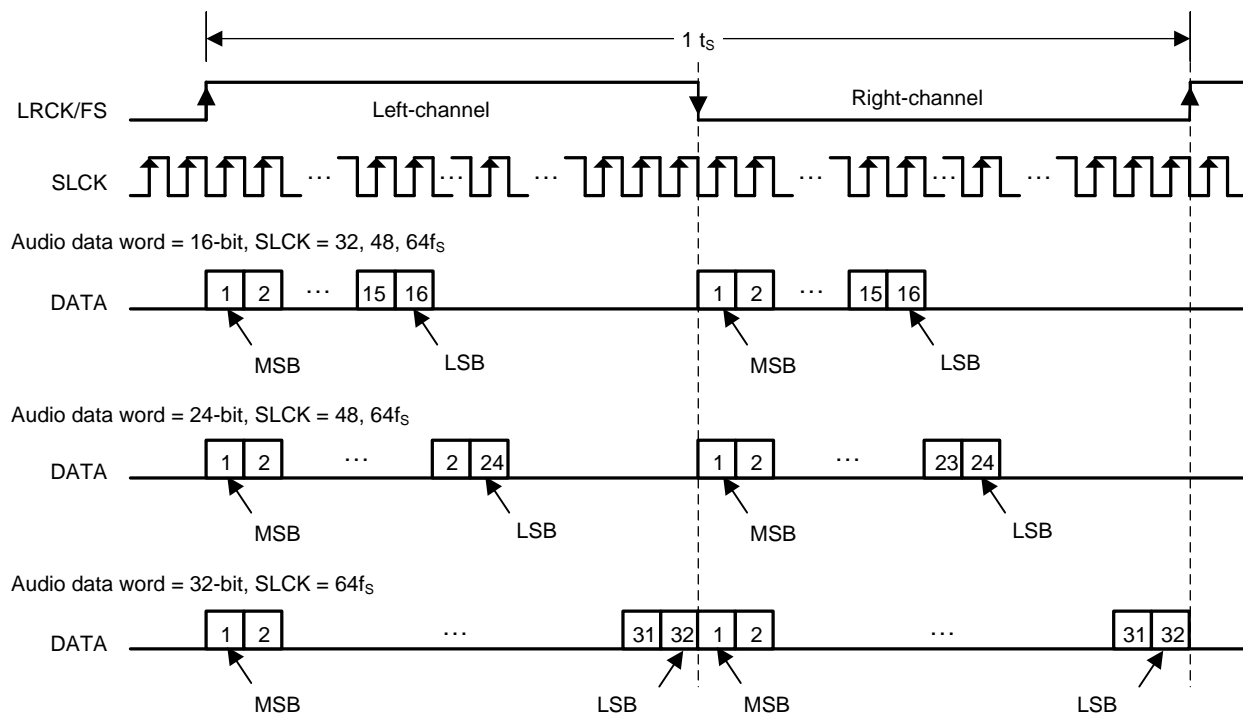 1 tS
LRCK/FS
Left-channel
Right-channel
SLCK
... ... ... ... ... ...
Audio data word = 16-bit, SLCK = 32, 48, 64fS
DATA
1 2 ... 15 16 1 2 ... 15 16
MSB LSB MSB LSB
Audio data word = 24-bit, SLCK = 48, 64fS
DATA
1 2 ... 2 24 1 2 ... 23 24
MSB LSB MSB LSB
Audio data word = 32-bit, SLCK = 64fS
DATA
1 2 ... 31 32 1 2 ... 31 32
MSB LSB MSB LSB